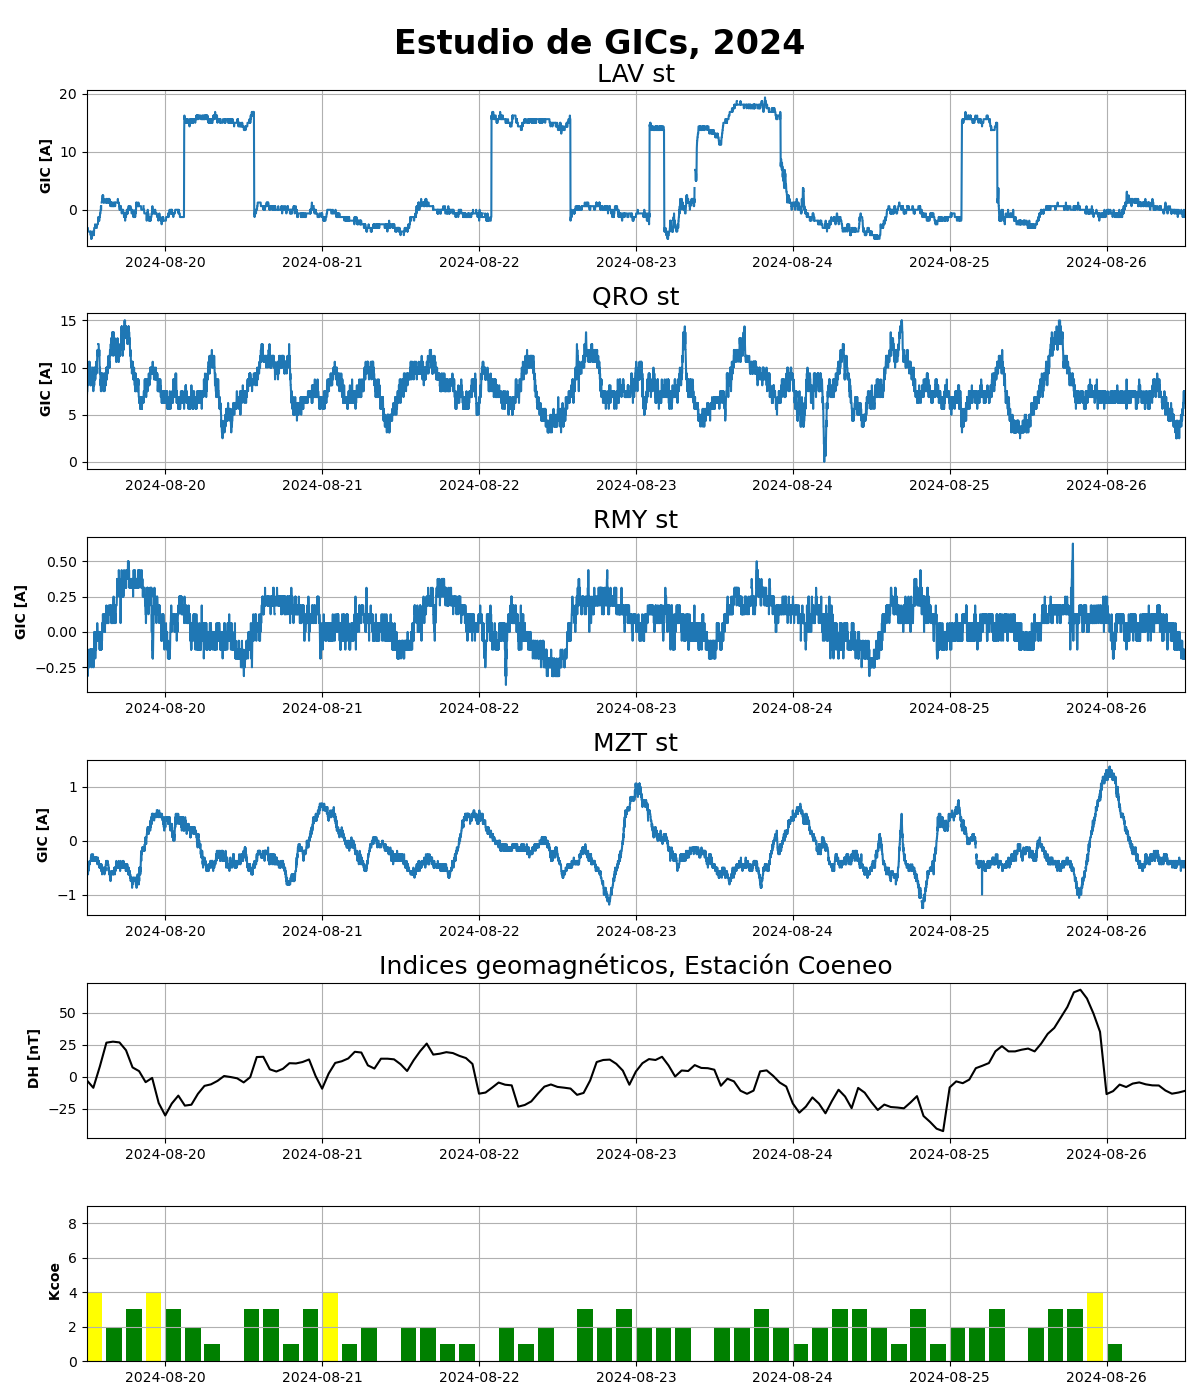 Estudio de GICs, 2024
LAV st
GIC [A]
20
10
0
2024-08-20 2024-08-21 2024-08-22 2024-08-23 2024-08-24 2024-08-25 2024-08-26
QRO st
GIC [A]
15
10
5
0
2024-08-20 2024-08-21 2024-08-22 2024-08-23 2024-08-24 2024-08-25 2024-08-26
RMY st
GIC [A]
0.50
0.25
0.00
−0.25
2024-08-20 2024-08-21 2024-08-22 2024-08-23 2024-08-24 2024-08-25 2024-08-26
MZT st
GIC [A]
1
0
−1
2024-08-20 2024-08-21 2024-08-22 2024-08-23 2024-08-24 2024-08-25 2024-08-26
Indices geomagnéticos, Estación Coeneo
DH [nT]
50
25
0
−25
2024-08-20 2024-08-21 2024-08-22 2024-08-23 2024-08-24 2024-08-25 2024-08-26
Kcoe
8
6
4
2
0
2024-08-20 2024-08-21 2024-08-22 2024-08-23 2024-08-24 2024-08-25 2024-08-26